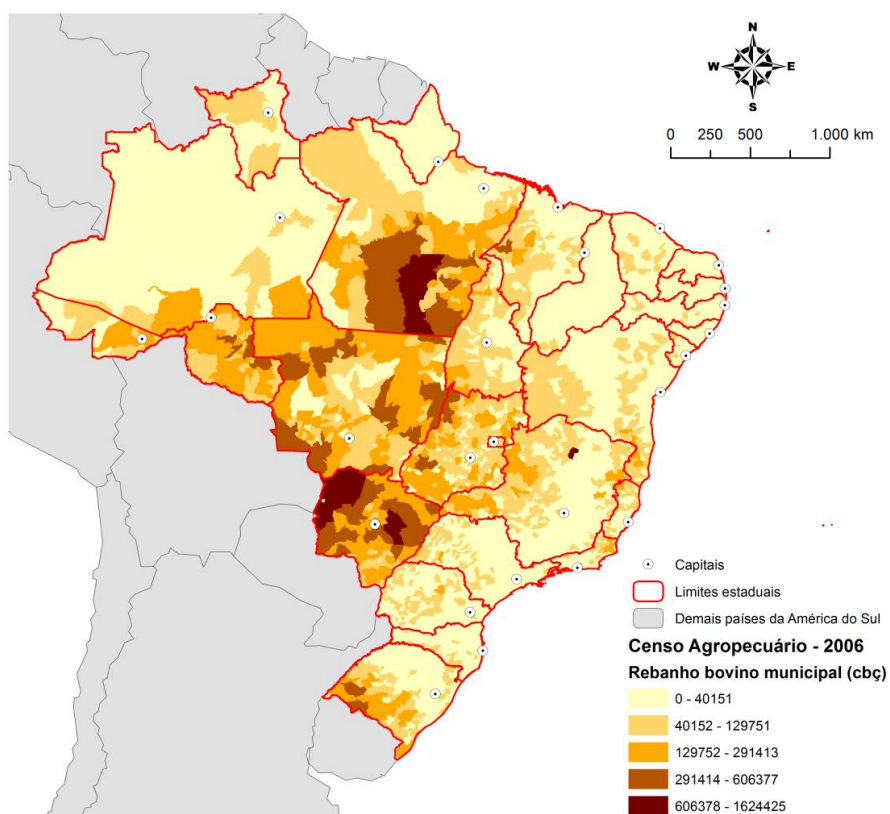 N
W E
S
0 250 500 1.000 km
Capitais
Limites estaduais
Demais países da América do Sul
Censo Agropecuário - 2006
Rebanho bovino municipal (cbç)
0 - 40151
40152 - 129751
129752 - 291413
291414 - 606377
606378 - 1624425